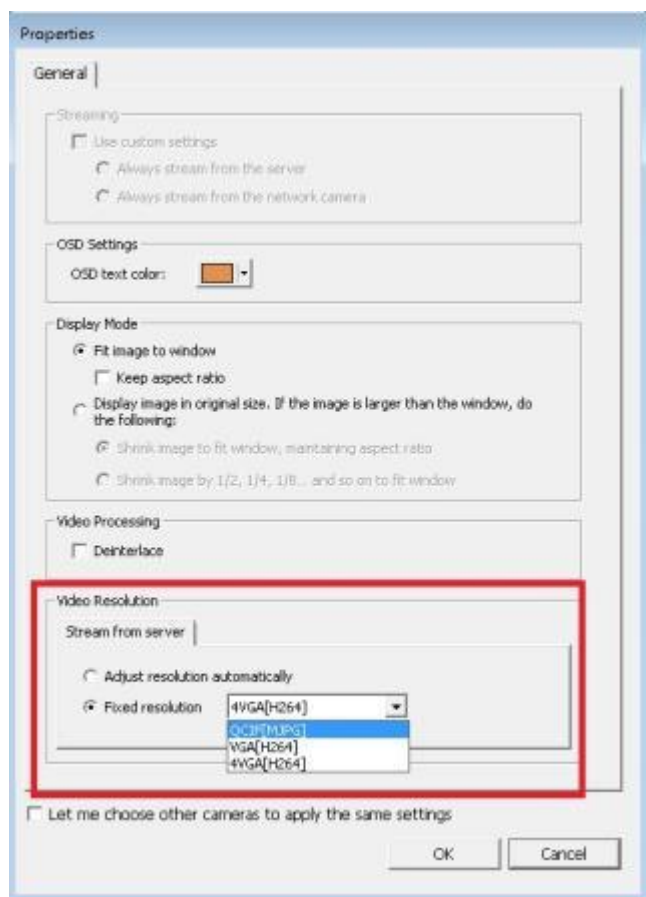 Properties
General
Streaming
Use custom settings
Always stream from the server
Always stream from the network camera
OSD Settings
OSD text color:
Display Mode
Fit image to window
Keep aspect ratio
Display image in original size. If the image is larger than the window, do
the following:
Shrink image to fit window, maintaining aspect ratio
Shrink image by 1/2, 1/4, 1/8... and so on to fit window
Video Processing
Deinterlace
Video Resolution
Stream from server
Adjust resolution automatically
Fixed resolution 4VGA[H264]
QCIF[MJPG]
VGA[H264]
4VGA[H264]
Let me choose other cameras to apply the same settings
OK Cancel